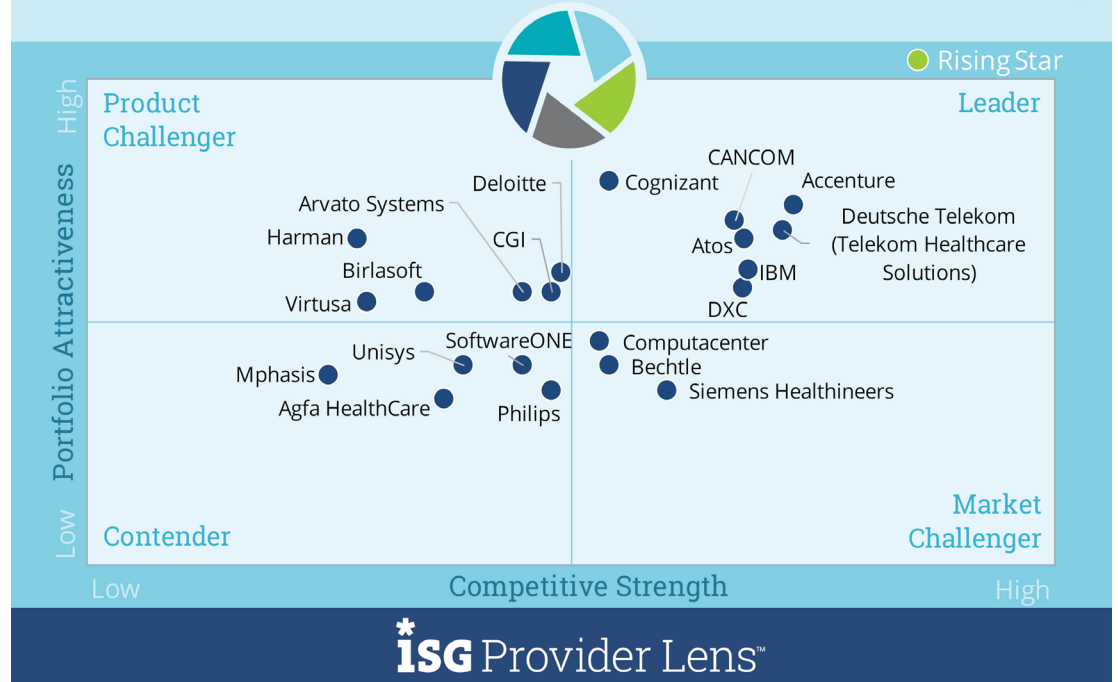 Rising Star
High
Product
Challenger
Leader
CANCOM
Deloitte
Cognizant
Accenture
Arvato Systems
Deutsche Telekom
(Telekom Healthcare
Solutions)
Harman
CGI
Atos
Birlasoft
IBM
Virtusa
DXC
Portfolio Attractiveness
SoftwareONE
Computacenter
Unisys
Bechtle
Mphasis
Siemens Healthineers
Agfa HealthCare
Philips
Low
Contender
Market
Challenger
Low
Competitive Strength
High
ISG Provider Lens™